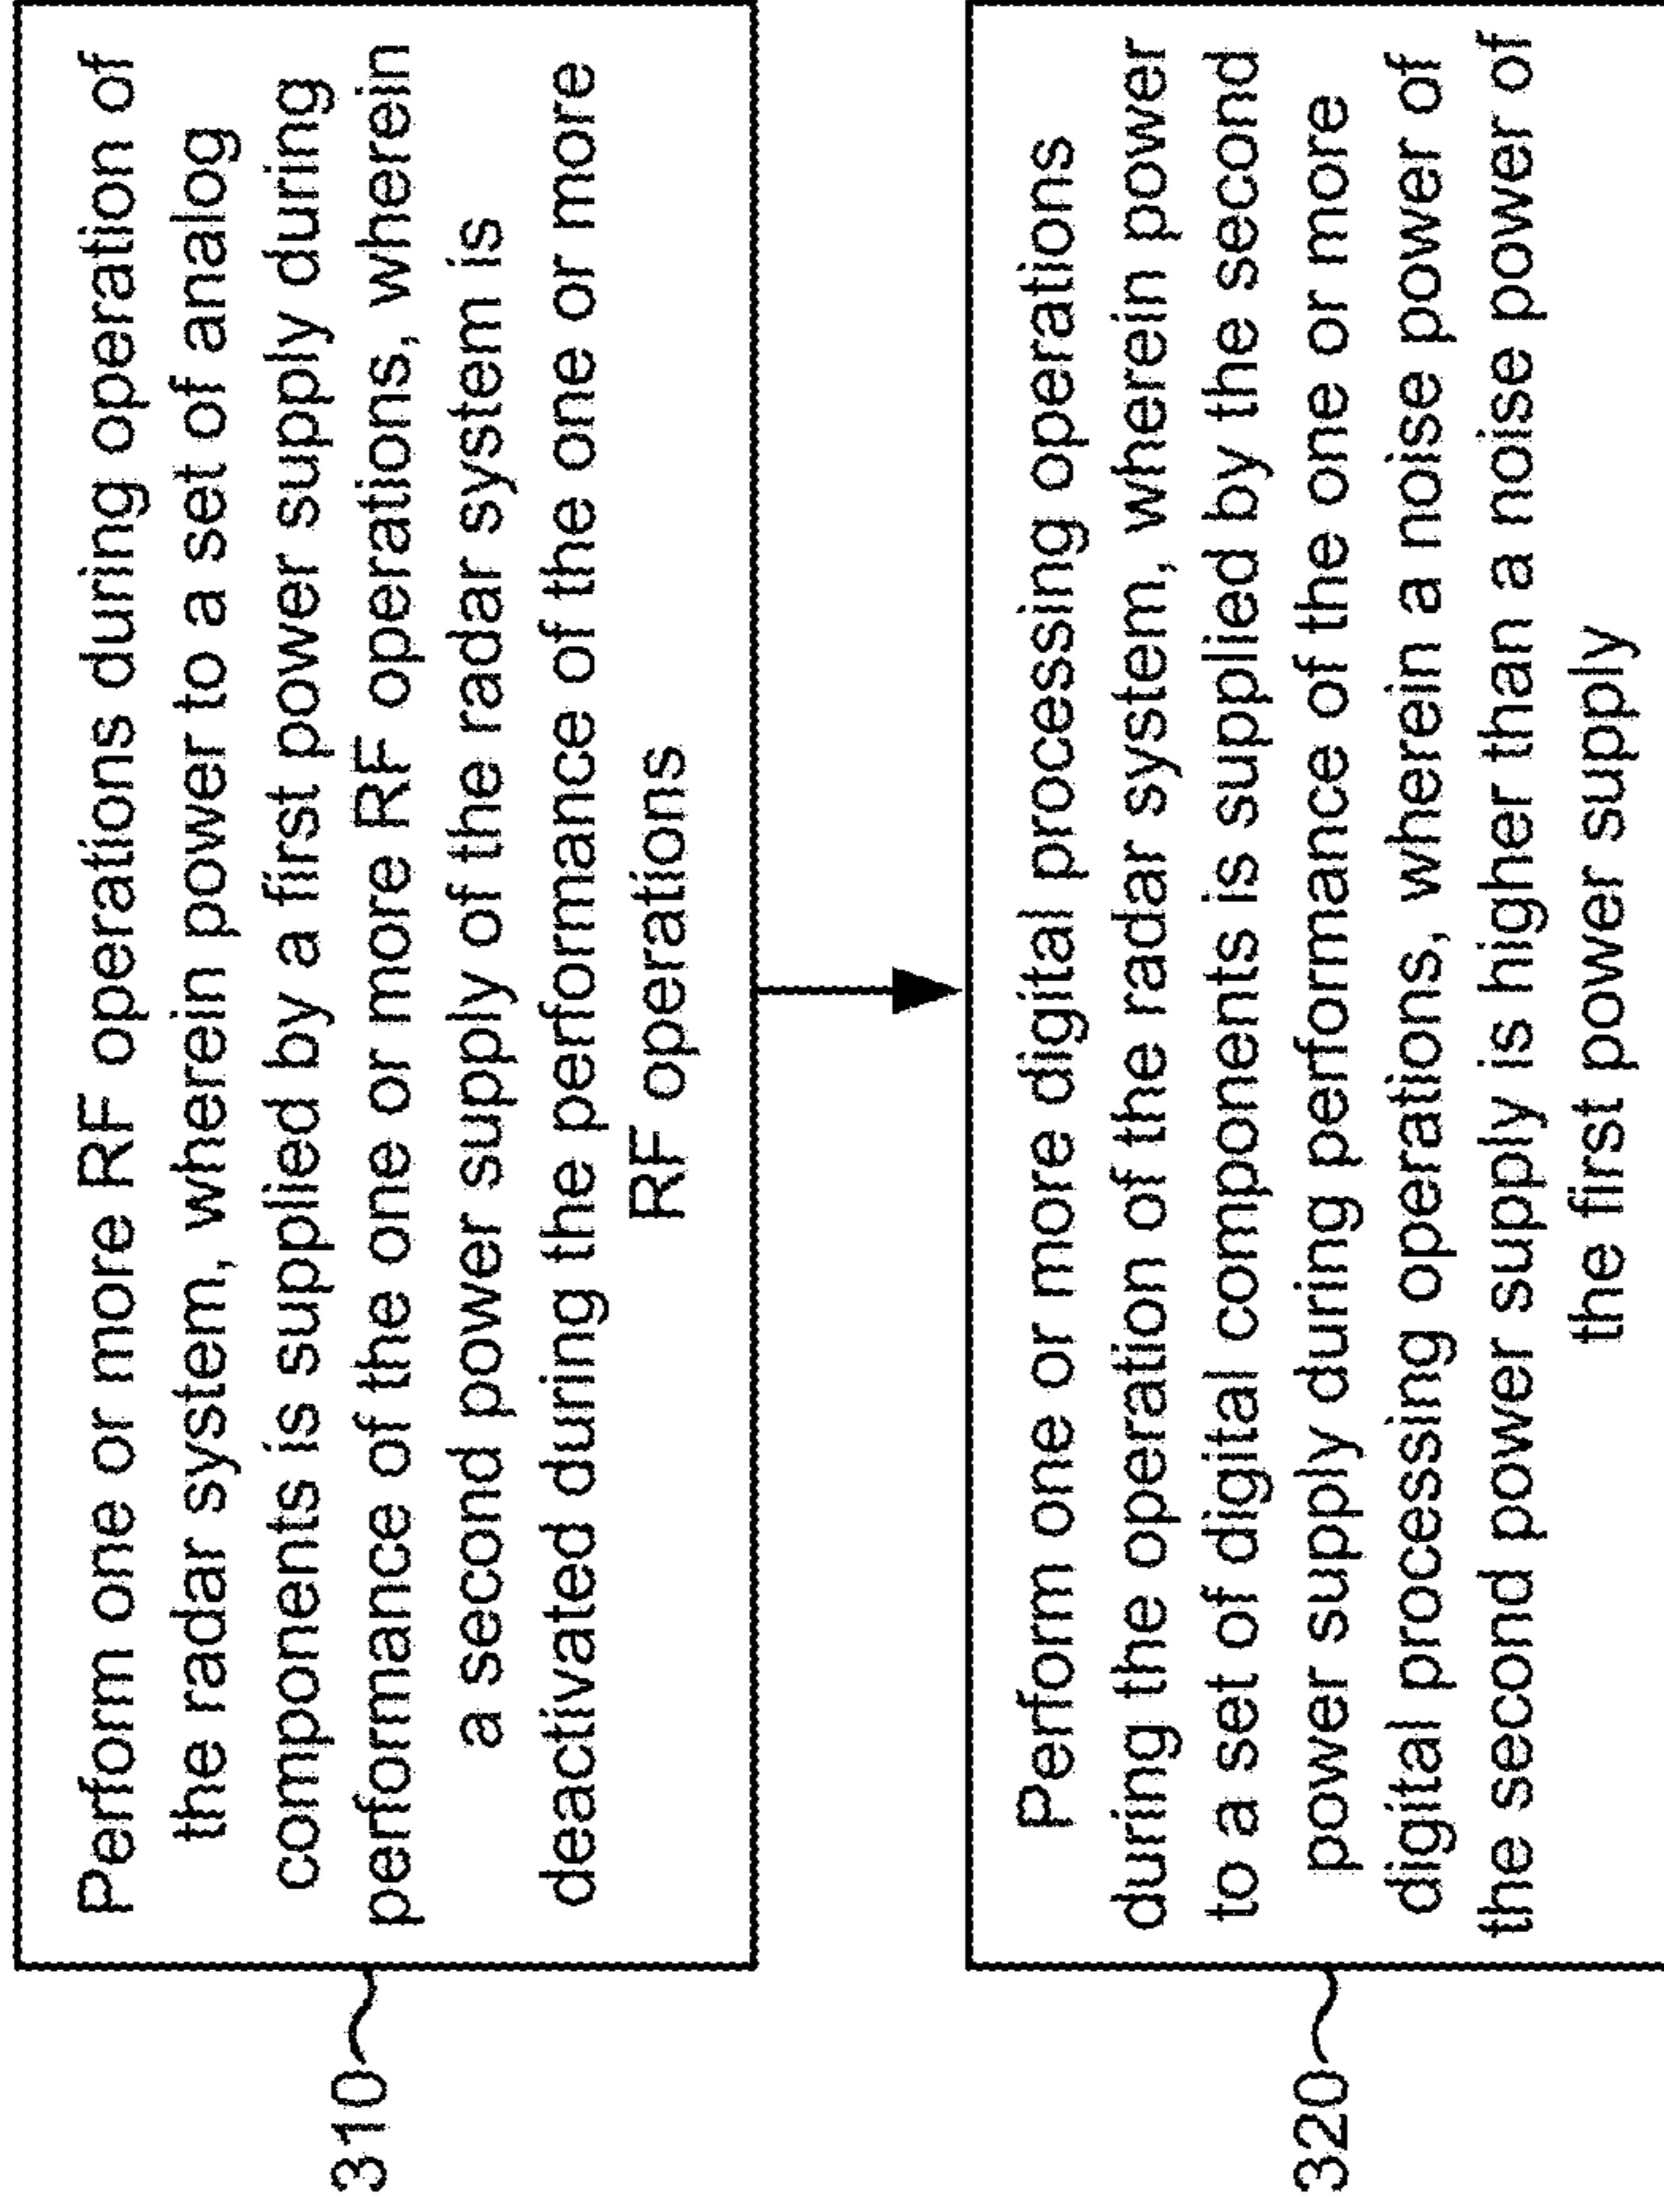 310
Perform one or more RF operations during operation of
the radar system, wherein power to a set of analog
components is supplied by a first power supply during
performance of the one or more RF operations, wherein
a second power supply of the radar system is
deactivated during the performance of the one or more
RF operations
320
Perform one or more digital processing operations
during the operation of the radar system, wherein power
to a set of digital components is supplied by the second
power supply during performance of the one or more
digital processing operations, wherein a noise power of
the second power supply is higher than a noise power of
the first power supply